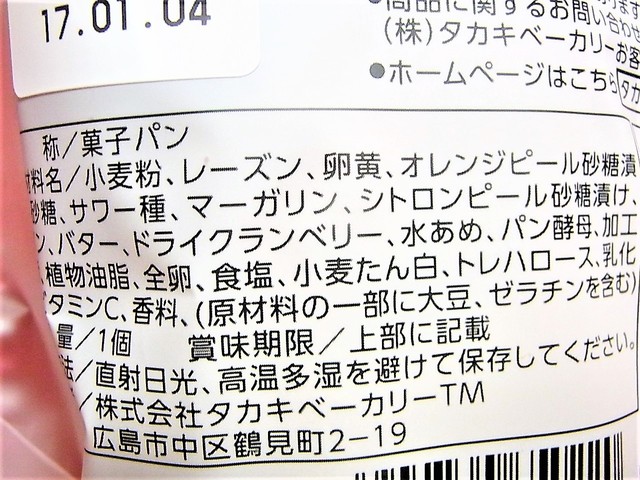 17.01.04
●商品に関するお問い合わせ
(株)タカキベーカリーお客
●ホームページはこちら タカ
称／菓子パン
材料名／小麦粉、レーズン、卵黄、オレンジピール砂糖漬
砂糖、サワー種、マーガリン、シトロンピール砂糖漬け、
ン、バター、ドライクランベリー、水あめ、パン酵母、加工
、植物油脂、全卵、食塩、小麦たん白、トレハロース、乳化
タミンC、香料、(原材料の一部に大豆、ゼラチンを含む)
量／1個 賞味期限／上部に記載
法／直射日光、高温多湿を避けて保存してください。
／株式会社タカキベーカリーTM
広島市中区鶴見町2-19